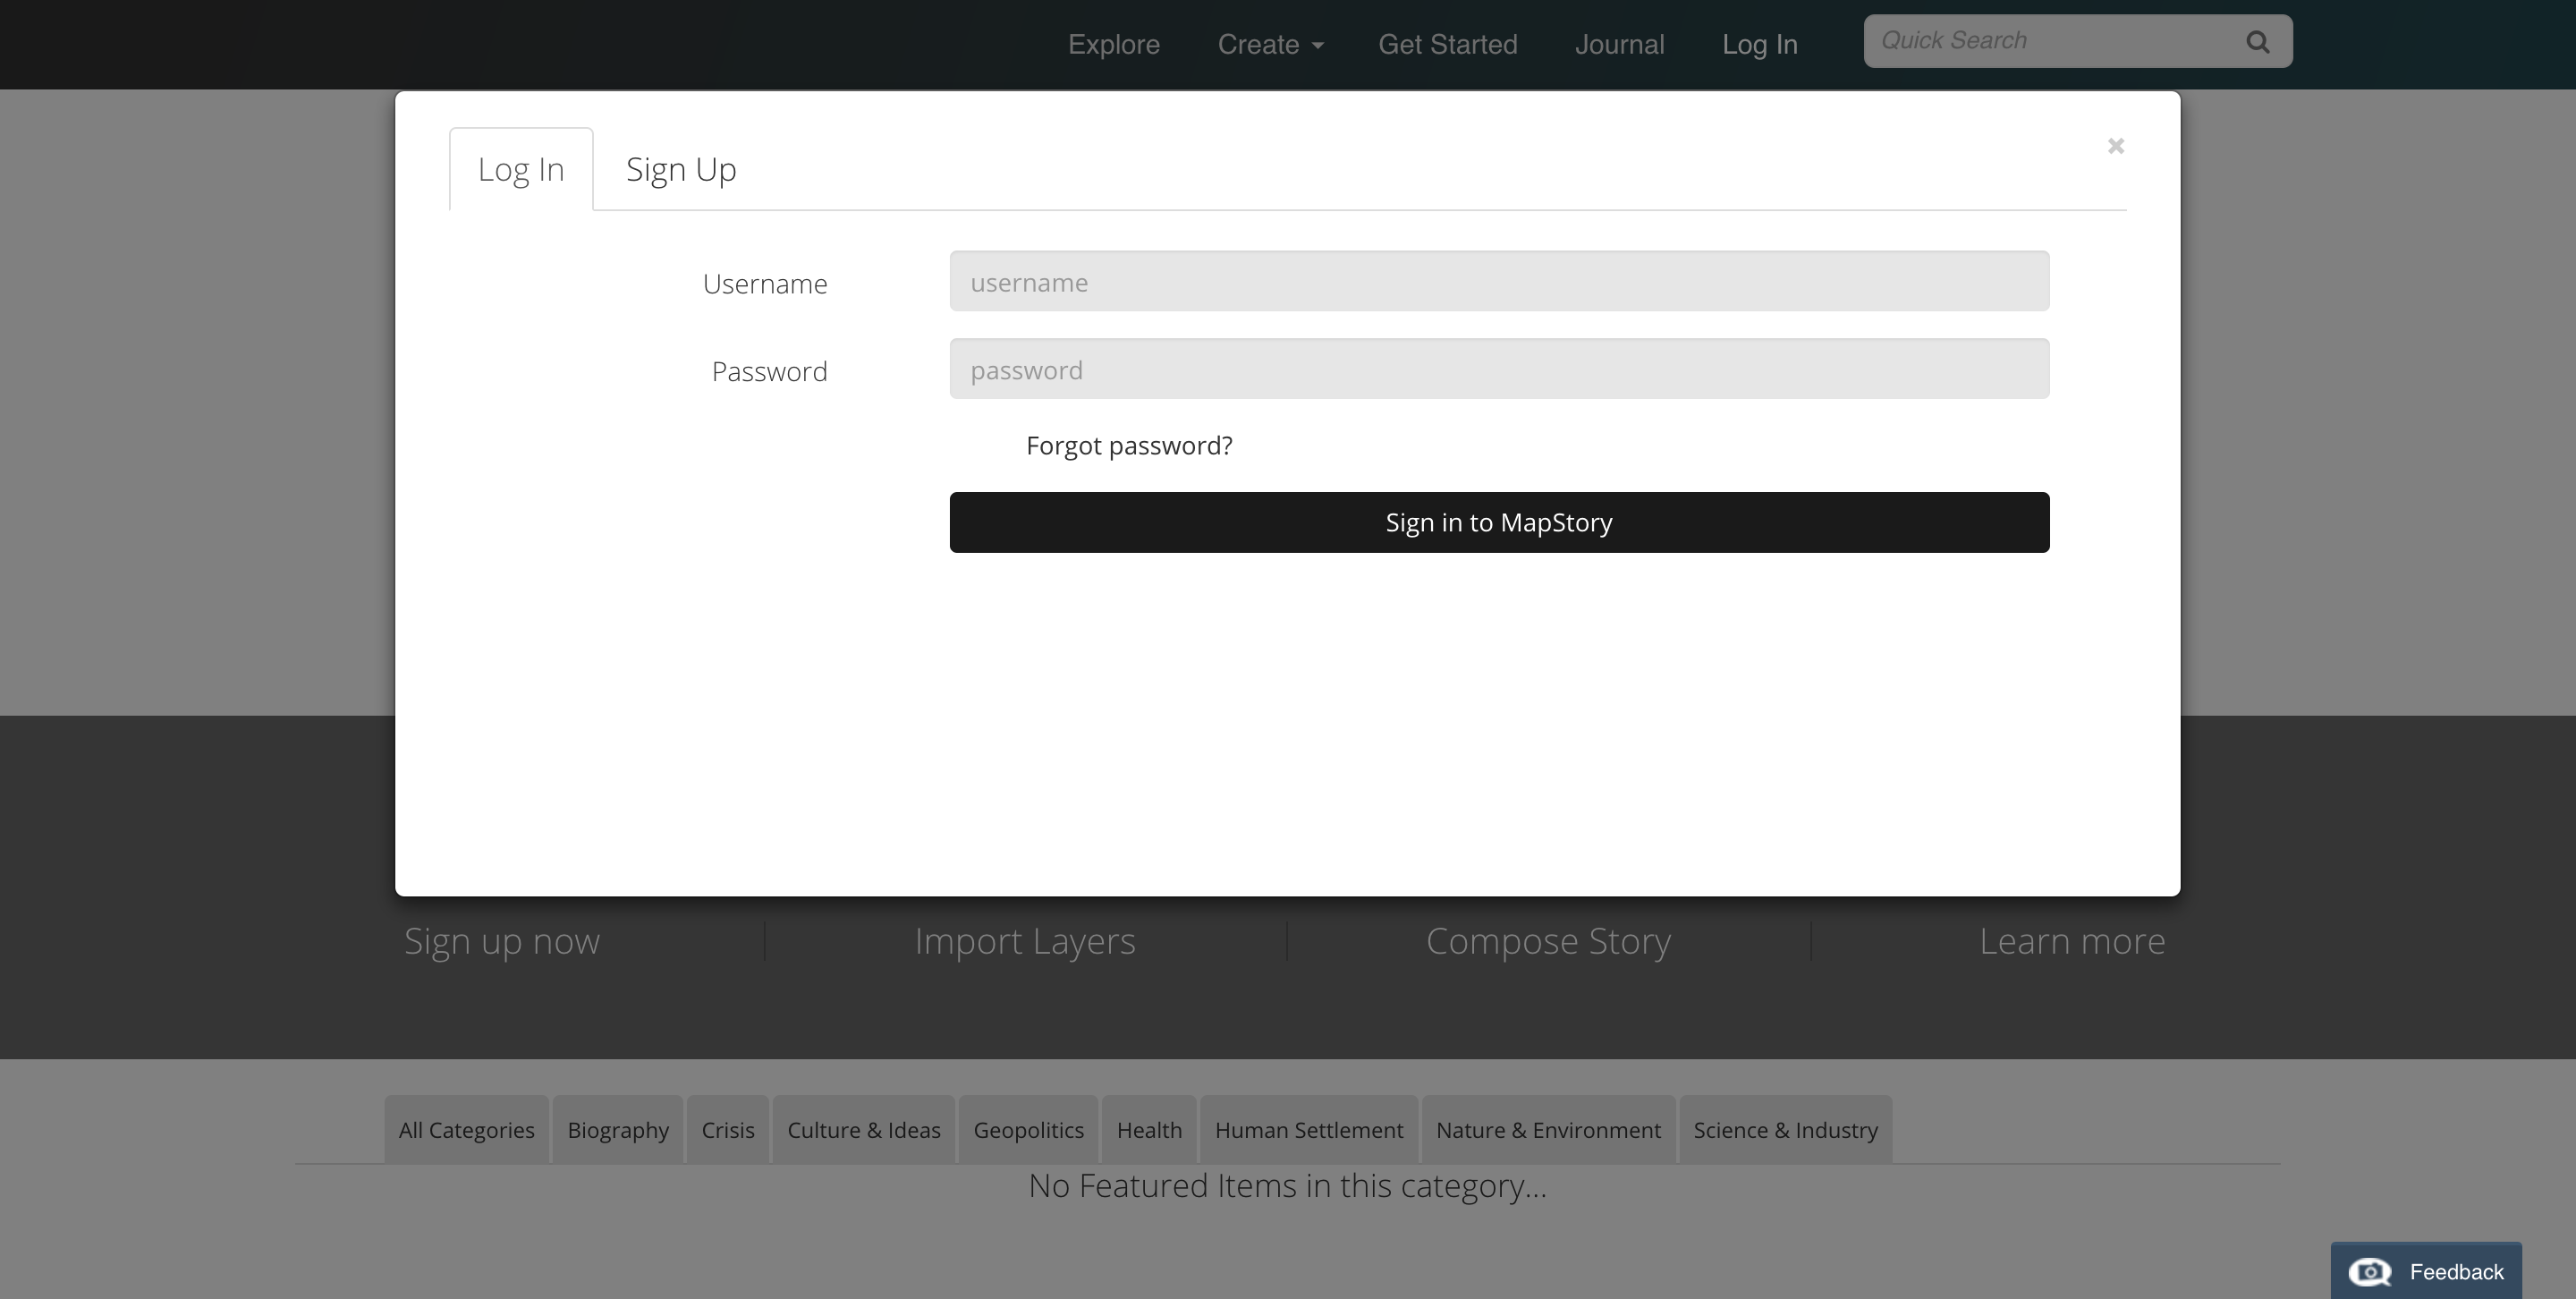 Explore Create Get Started Journal Log In Quick Search
Log In Sign Up
Username username
Password password
Forgot password?
Sign in to MapStory
Sign up now Import Layers Compose Story Learn more
All Categories Biography Crisis Culture & Ideas Geopolitics Health Human Settlement Nature & Environment Science & Industry
No Featured Items in this category...
Feedback